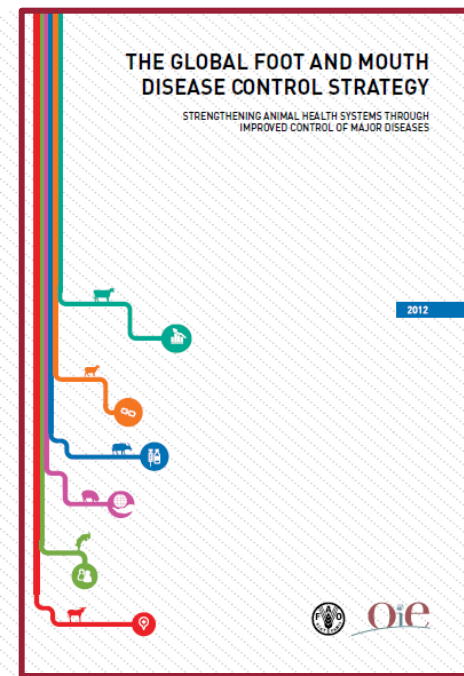 THE GLOBAL FOOT AND MOUTH
DISEASE CONTROL STRATEGY
STRENGTHENING ANIMAL HEALTH SYSTEMS THROUGH
IMPROVED CONTROL OF MAJOR DISEASES
2012
FAO
Oie